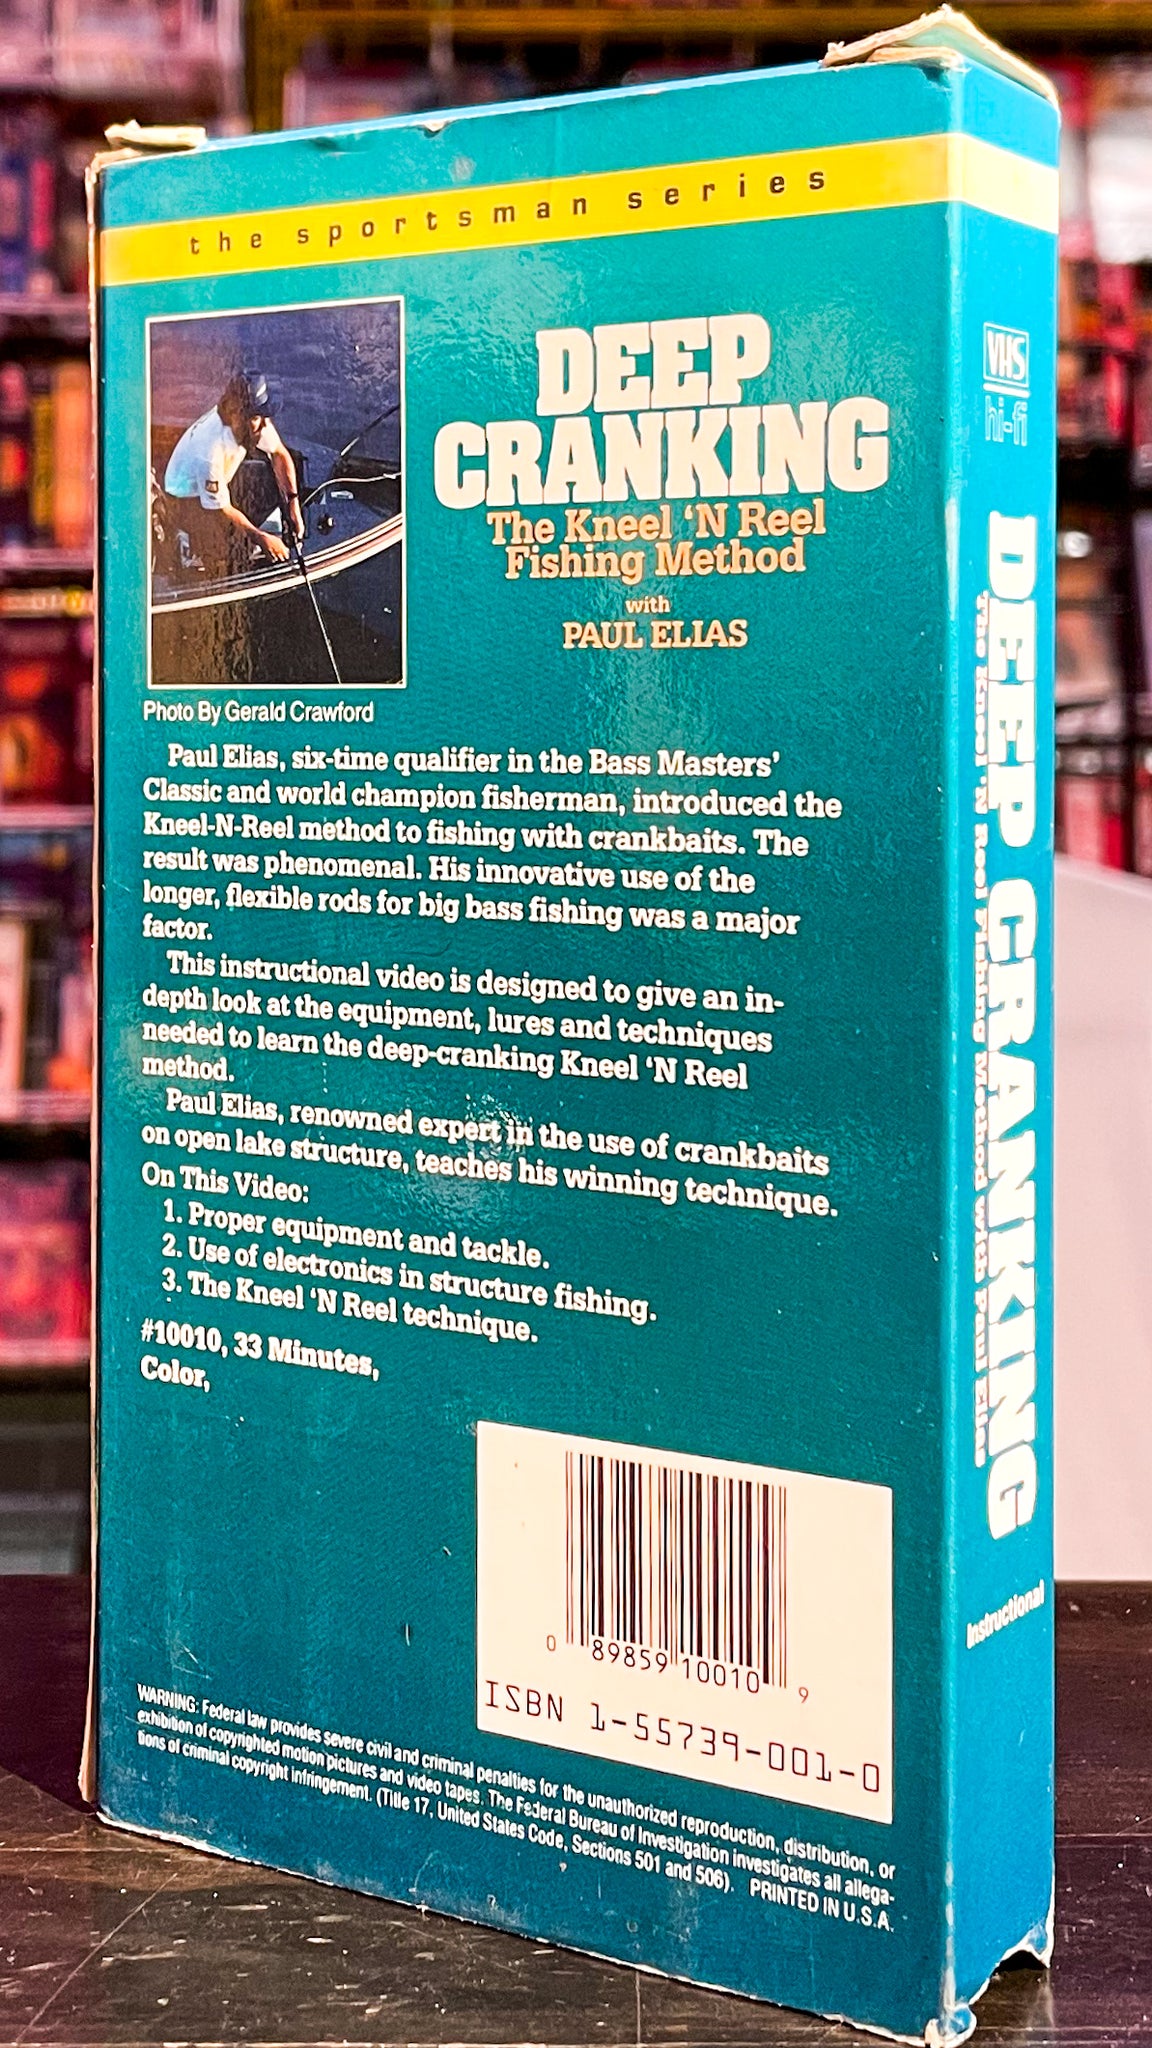 the sportsman series
DEEP
CRANKING
The Kneel ‘N Reel
Fishing Method
with
PAUL ELIAS
Photo By Gerald Crawford
Paul Elias, six-time qualifier in the Bass Masters’
Classic and world champion fisherman, introduced the
Kneel-N-Reel method to fishing with crankbaits. The
result was phenomenal. His innovative use of the
longer, flexible rods for big bass fishing was a major
factor.
This instructional video is designed to give an in-
depth look at the equipment, lures and techniques
needed to learn the deep-cranking Kneel ‘N Reel
method.
Paul Elias, renowned expert in the use of crankbaits
on open lake structure, teaches his winning technique.
On This Video:
1. Proper equipment and tackle.
2. Use of electronics in structure fishing.
3. The Kneel ‘N Reel technique.
#10010, 33 Minutes,
Color,
0 89859 10010 9
ISBN 1-55739-001-0
WARNING: Federal law provides severe civil and criminal penalties for the unauthorized reproduction, distribution, or
exhibition of copyrighted motion pictures and video tapes. The Federal Bureau of Investigation investigates all allega-
tions of criminal copyright infringement. (Title 17, United States Code, Sections 501 and 506). PRINTED IN U.S.A.
VHS
hi-fi
DEEP CRANKING
The Kneel ‘N Reel Fishing Method with Paul Elias
Instructional